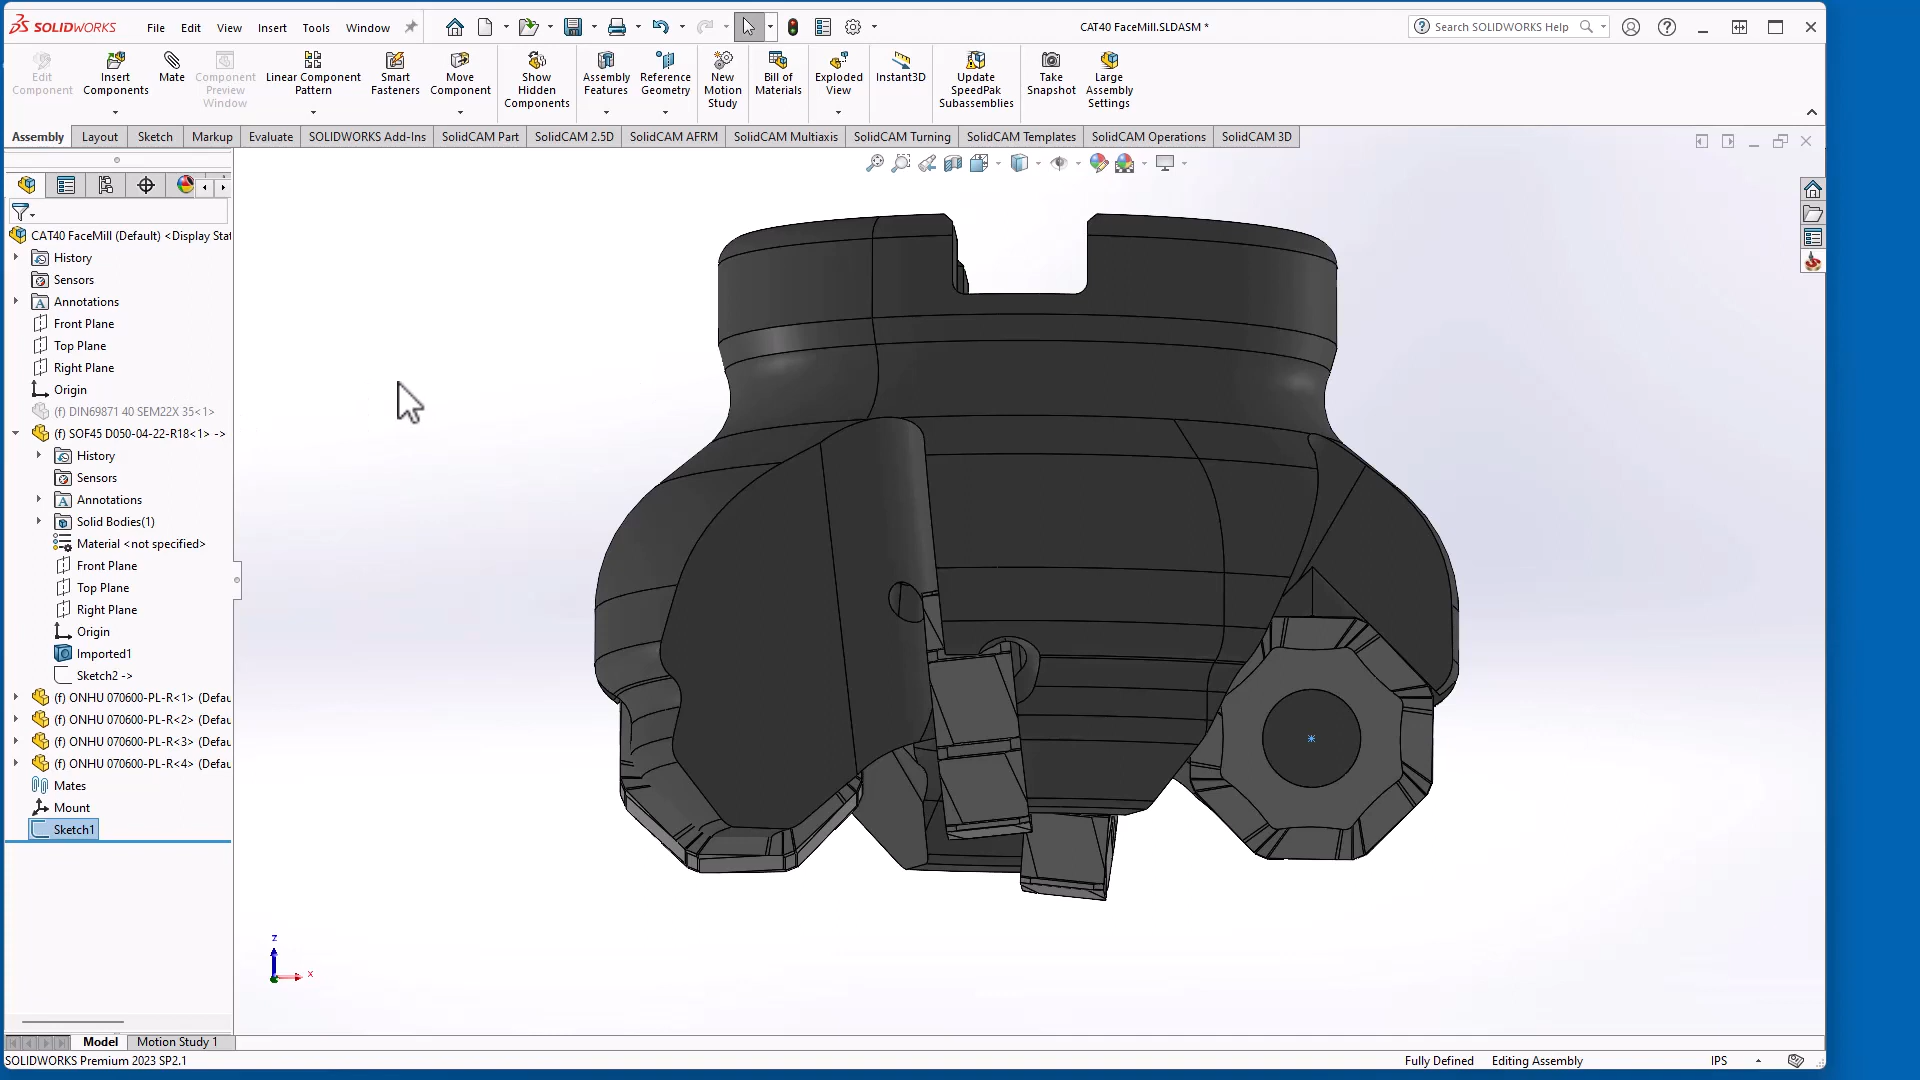 SOLIDWORKS File Edit View Insert Tools Window CAT40 FaceMill.SLDASM * Search SOLIDWORKS Help
Edit Component
Insert Components
Mate
Component Preview Window
Linear Component Pattern
Smart Fasteners
Move Component
Show Hidden Components
Assembly Features
Reference Geometry
New Motion Study
Bill of Materials
Exploded View
Instant3D
Update SpeedPak Subassemblies
Take Snapshot
Large Assembly Settings
Assembly Layout Sketch Markup Evaluate SOLIDWORKS Add-Ins SolidCAM Part SolidCAM 2.5D SolidCAM AFRM SolidCAM Multiaxis SolidCAM Turning SolidCAM Templates SolidCAM Operations SolidCAM 3D
CAT40 FaceMill (Default) <Display Stat
History
Sensors
Annotations
Front Plane
Top Plane
Right Plane
Origin
(f) DIN69871 40 SEM22X 35<1>
(f) SOF45 D050-04-22-R18<1> ->
History
Sensors
Annotations
Solid Bodies(1)
Material <not specified>
Front Plane
Top Plane
Right Plane
Origin
Imported1
Sketch2 ->
(f) ONHU 070600-PL-R<1> (Defau
(f) ONHU 070600-PL-R<2> (Defau
(f) ONHU 070600-PL-R<3> (Defau
(f) ONHU 070600-PL-R<4> (Defau
Mates
Mount
Sketch1
z
x
Model Motion Study 1
SOLIDWORKS Premium 2023 SP2.1 Fully Defined Editing Assembly IPS